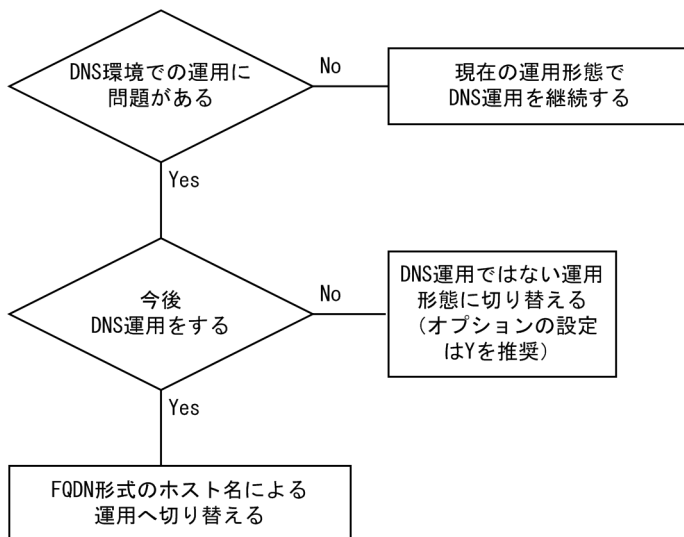 DNS環境での運用に
問題がある
No
現在の運用形態で
DNS運用を継続する
Yes
今後
DNS運用をする
No
DNS運用ではない運用
形態に切り替える
（オプションの設定
はYを推奨）
Yes
FQDN形式のホスト名による
運用へ切り替える